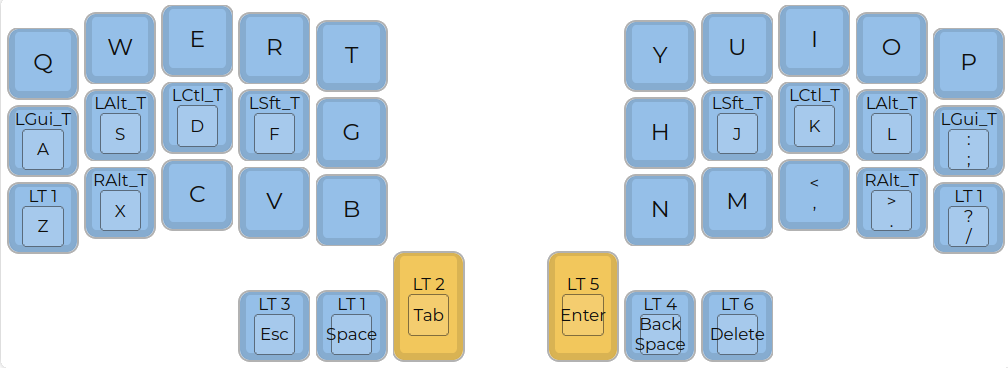 Q W E R T Y U I O P
LGui_T LAlt_T LCtl_T LSft_T LSft_T LCtl_T LAlt_T LGui_T
A S D F G H J K L : ;
LT 1 RAlt_T RAlt_T LT 1
Z X C V B N M < , > . ? /
LT 3 LT 1 LT 2 LT 5 LT 4 LT 6
Esc Space Tab Enter Back Space Delete